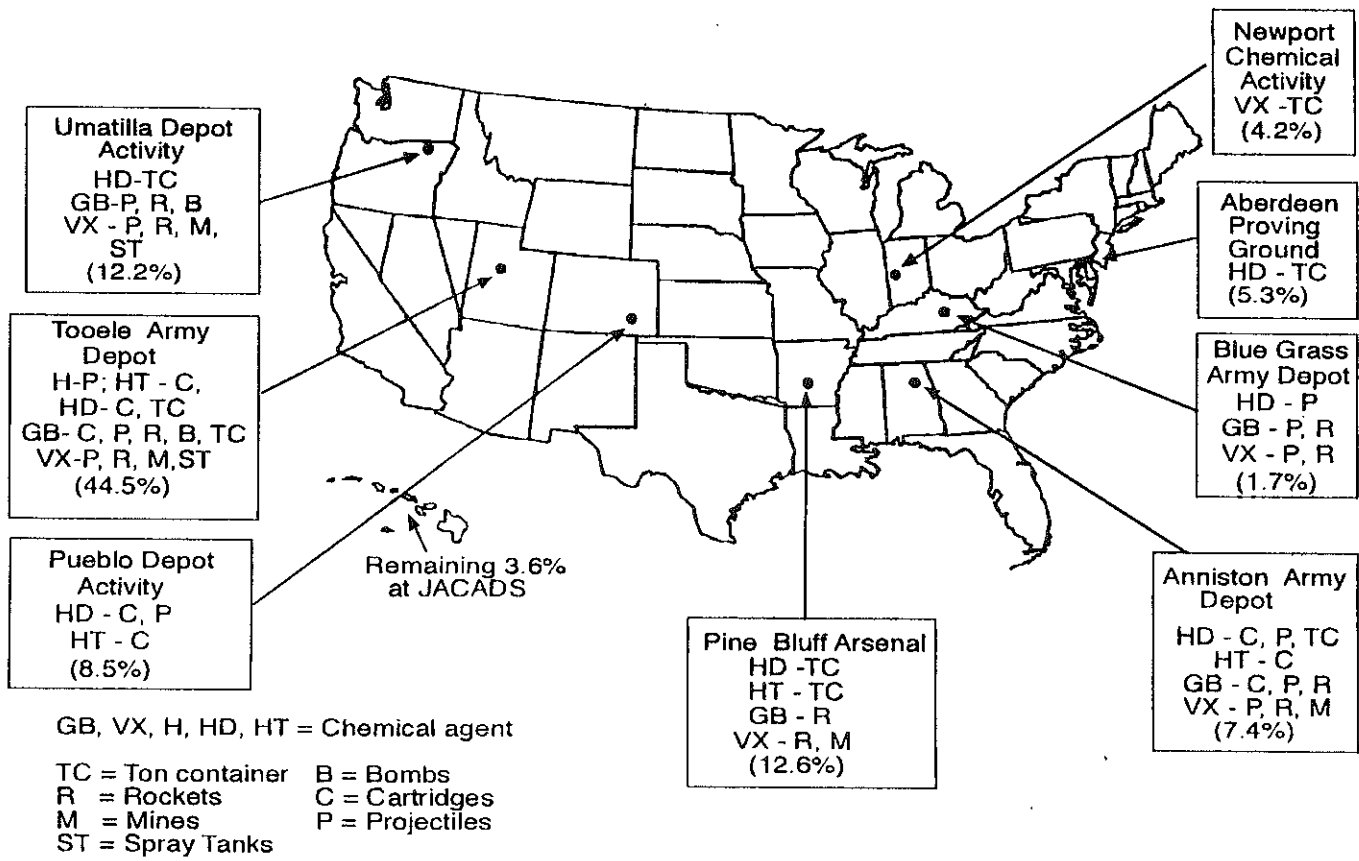 Newport
Chemical
Activity
VX -TC
(4.2%)
Umatilla Depot
Activity
HD-TC
GB-P, R, B
VX - P, R, M,
ST
(12.2%)
Aberdeen
Proving
Ground
HD - TC
(5.3%)
Tooele Army
Depot
H-P; HT - C,
HD- C, TC
GB- C, P, R, B, TC
VX-P, R, M,ST
(44.5%)
Blue Grass
Army Depot
HD - P
GB - P, R
VX - P, R
(1.7%)
Pueblo Depot
Activity
HD - C, P
HT - C
(8.5%)
Remaining 3.6%
at JACADS
Pine Bluff Arsenal
HD -TC
HT - TC
GB - R
VX - R, M
(12.6%)
Anniston Army
Depot
HD - C, P, TC
HT - C
GB - C, P, R
VX - P, R, M
(7.4%)
GB, VX, H, HD, HT = Chemical agent
TC = Ton container B = Bombs
R = Rockets C = Cartridges
M = Mines P = Projectiles
ST = Spray Tanks